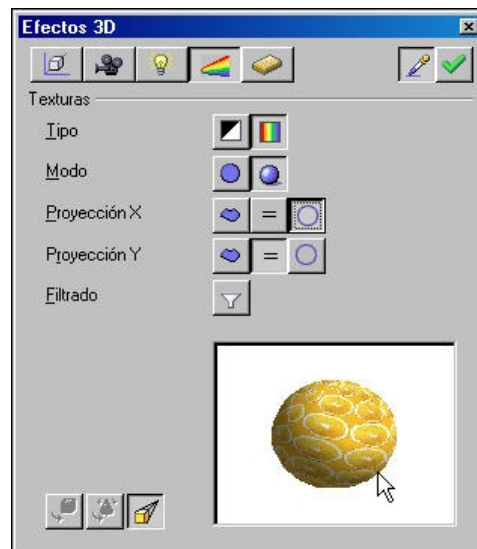 Efectos 3D
Texturas
Tipo
Modo
Proyección X
Proyección Y
Filtrado